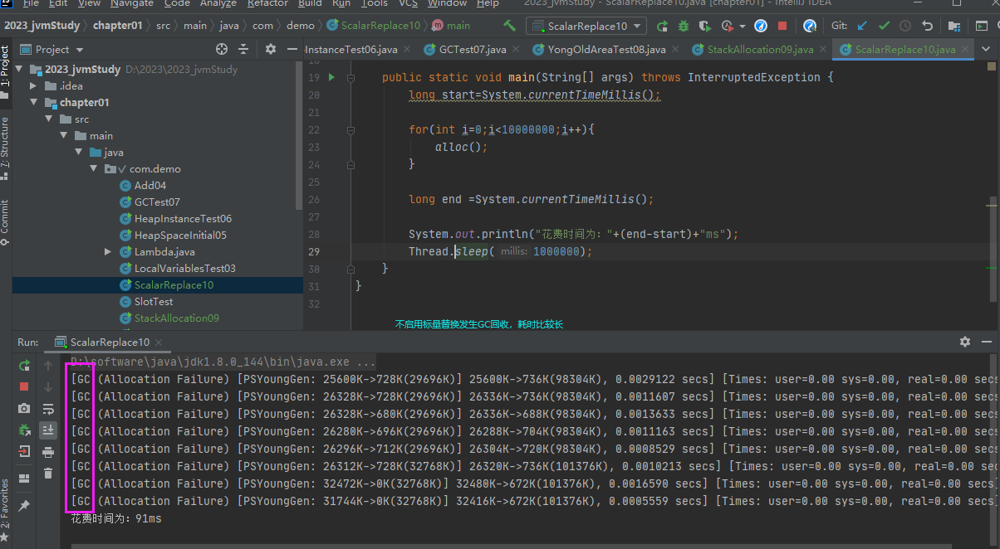 File Edit View Navigate Code Analyze Refactor Build Run Tools VCS Window Help 2023_jvmStudy - ScalarReplace10.java [chapter01] - IntelliJ IDEA
2023_jvmStudy chapter01 src main java com demo ScalarReplace10 main ScalarReplace10 Git:
Project
InstanceTest06.java GCTest07.java YongOldAreaTest08.java StackAllocation09.java ScalarReplace10.java
1: Project
7: Structure
Commit
2: Favorites
2023_jvmStudy D:\2023\2023_jvmStudy
.idea
chapter01
src
main
java
com.demo
Add04
GCTest07
HeapInstanceTest06
HeapSpaceInitial05
Lambda.java
LocalVariablesTest03
ScalarReplace10
SlotTest
StackAllocation09
18
19 public static void main(String[] args) throws InterruptedException {
20 long start=System.currentTimeMillis();
21
22 for(int i=0;i<10000000;i++){
23 alloc();
24 }
25
26 long end =System.currentTimeMillis();
27
28 System.out.println("花费时间为："+(end-start)+"ms");
29 Thread.sleep( millis: 1000000);
30 }
31 }
32
不启用标量替换发生GC回收，耗时比较长
Run: ScalarReplace10
D:\software\java\jdk1.8.0_144\bin\java.exe ...
[GC (Allocation Failure) [PSYoungGen: 25600K->728K(29696K)] 25600K->736K(98304K), 0.0029122 secs] [Times: user=0.00 sys=0.00, real=0.00 secs
[GC (Allocation Failure) [PSYoungGen: 26328K->728K(29696K)] 26336K->736K(98304K), 0.0011607 secs] [Times: user=0.00 sys=0.00, real=0.00 secs
[GC (Allocation Failure) [PSYoungGen: 26328K->680K(29696K)] 26336K->688K(98304K), 0.0013633 secs] [Times: user=0.00 sys=0.00, real=0.00 secs
[GC (Allocation Failure) [PSYoungGen: 26280K->696K(29696K)] 26288K->704K(98304K), 0.0011163 secs] [Times: user=0.00 sys=0.00, real=0.00 secs
[GC (Allocation Failure) [PSYoungGen: 26296K->712K(29696K)] 26304K->720K(98304K), 0.0008529 secs] [Times: user=0.00 sys=0.00, real=0.00 secs
[GC (Allocation Failure) [PSYoungGen: 26312K->728K(32768K)] 26320K->736K(101376K), 0.0010213 secs] [Times: user=0.00 sys=0.00, real=0.00 sec
[GC (Allocation Failure) [PSYoungGen: 32472K->0K(32768K)] 32480K->672K(101376K), 0.0016590 secs] [Times: user=0.00 sys=0.00, real=0.00 secs]
[GC (Allocation Failure) [PSYoungGen: 31744K->0K(32768K)] 32416K->672K(101376K), 0.0005559 secs] [Times: user=0.00 sys=0.00, real=0.00 secs]
花费时间为：91ms